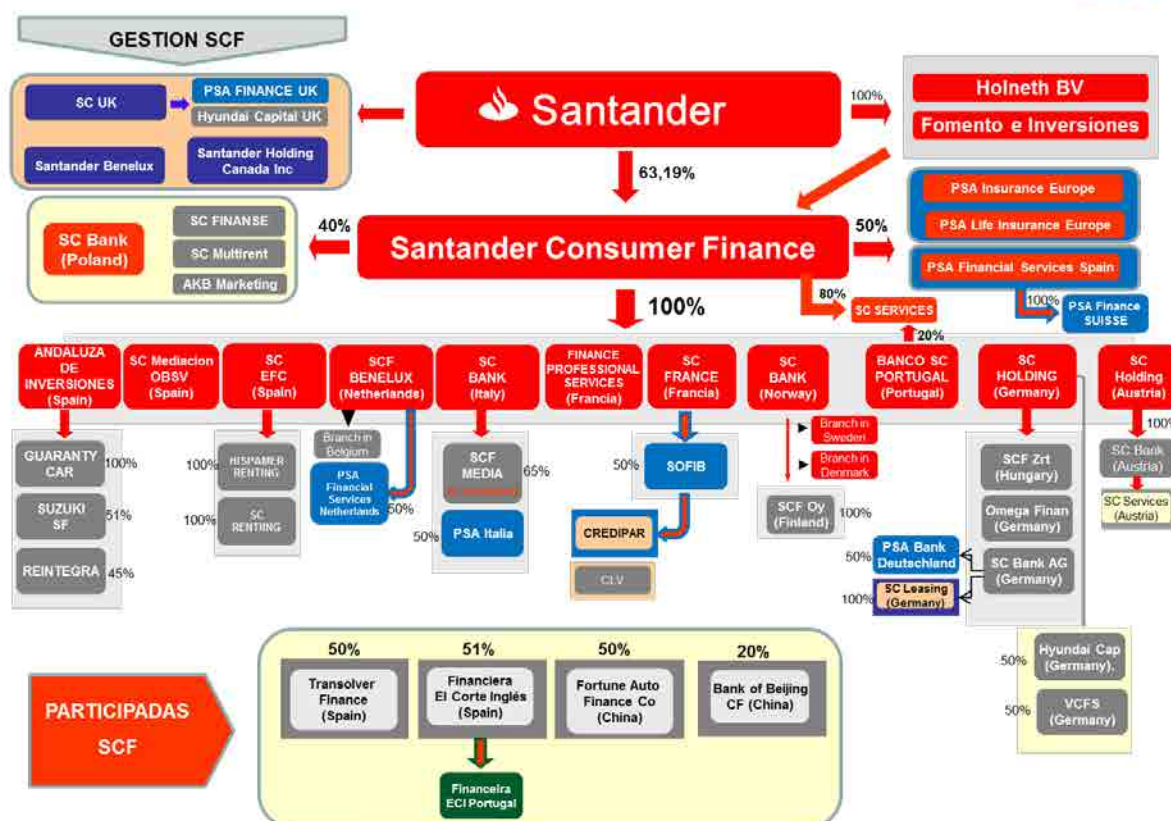 GESTION SCF
SC UK
PSA FINANCE UK
Hyundai Capital UK
Santander Benelux
Santander Holding
Canada Inc
Santander
100%
Holneth BV
Fomento e Inversiones
63,19%
SC Bank
(Poland)
SC FINANSE
SC Multirent
AKB Marketing
40%
Santander Consumer Finance
50%
PSA Insurance Europe
PSA Life Insurance Europe
PSA Financial Services Spain
100%
80%
SC SERVICES
100%
PSA Finance
SUISSE
20%
ANDALUZA
DE
INVERSIONES
(Spain)
SC Mediacion
OBSV
(Spain)
SC
EFC
(Spain)
SCF
BENELUX
(Netherlands)
SC
BANK
(Italy)
FINANCE
PROFESSIONAL
SERVICES
(Francia)
SC
FRANCE
(Francia)
SC
BANK
(Norway)
BANCO SC
PORTUGAL
(Portugal)
SC
HOLDING
(Germany)
SC
Holding
(Austria)
GUARANTY
CAR
100%
SUZUKI
SF
51%
REINTEGRA
45%
100%
HISPAMER
RENTING
100%
SC
RENTING
Branch in
Belgium
PSA
Financial
Services
Netherlands
50%
SCF
MEDIA
65%
50%
PSA Italia
50%
SOFIB
CREDIPAR
CLV
Branch in
Sweden
Branch in
Denmark
SCF Oy
(Finland)
100%
SCF Zrt
(Hungary)
Omega Finan
(Germany)
SC Bank AG
(Germany)
50%
PSA Bank
Deutschland
100%
SC Leasing
(Germany)
100%
SC Bank
(Austria)
SC Services
(Austria)
50%
Hyundai Cap
(Germany).
50%
VCFS
(Germany)
PARTICIPADAS
SCF
50%
Transolver
Finance
(Spain)
51%
Financiera
El Corte Inglés
(Spain)
50%
Fortune Auto
Finance Co
(China)
20%
Bank of Beijing
CF (China)
Financeira
ECI Portugal